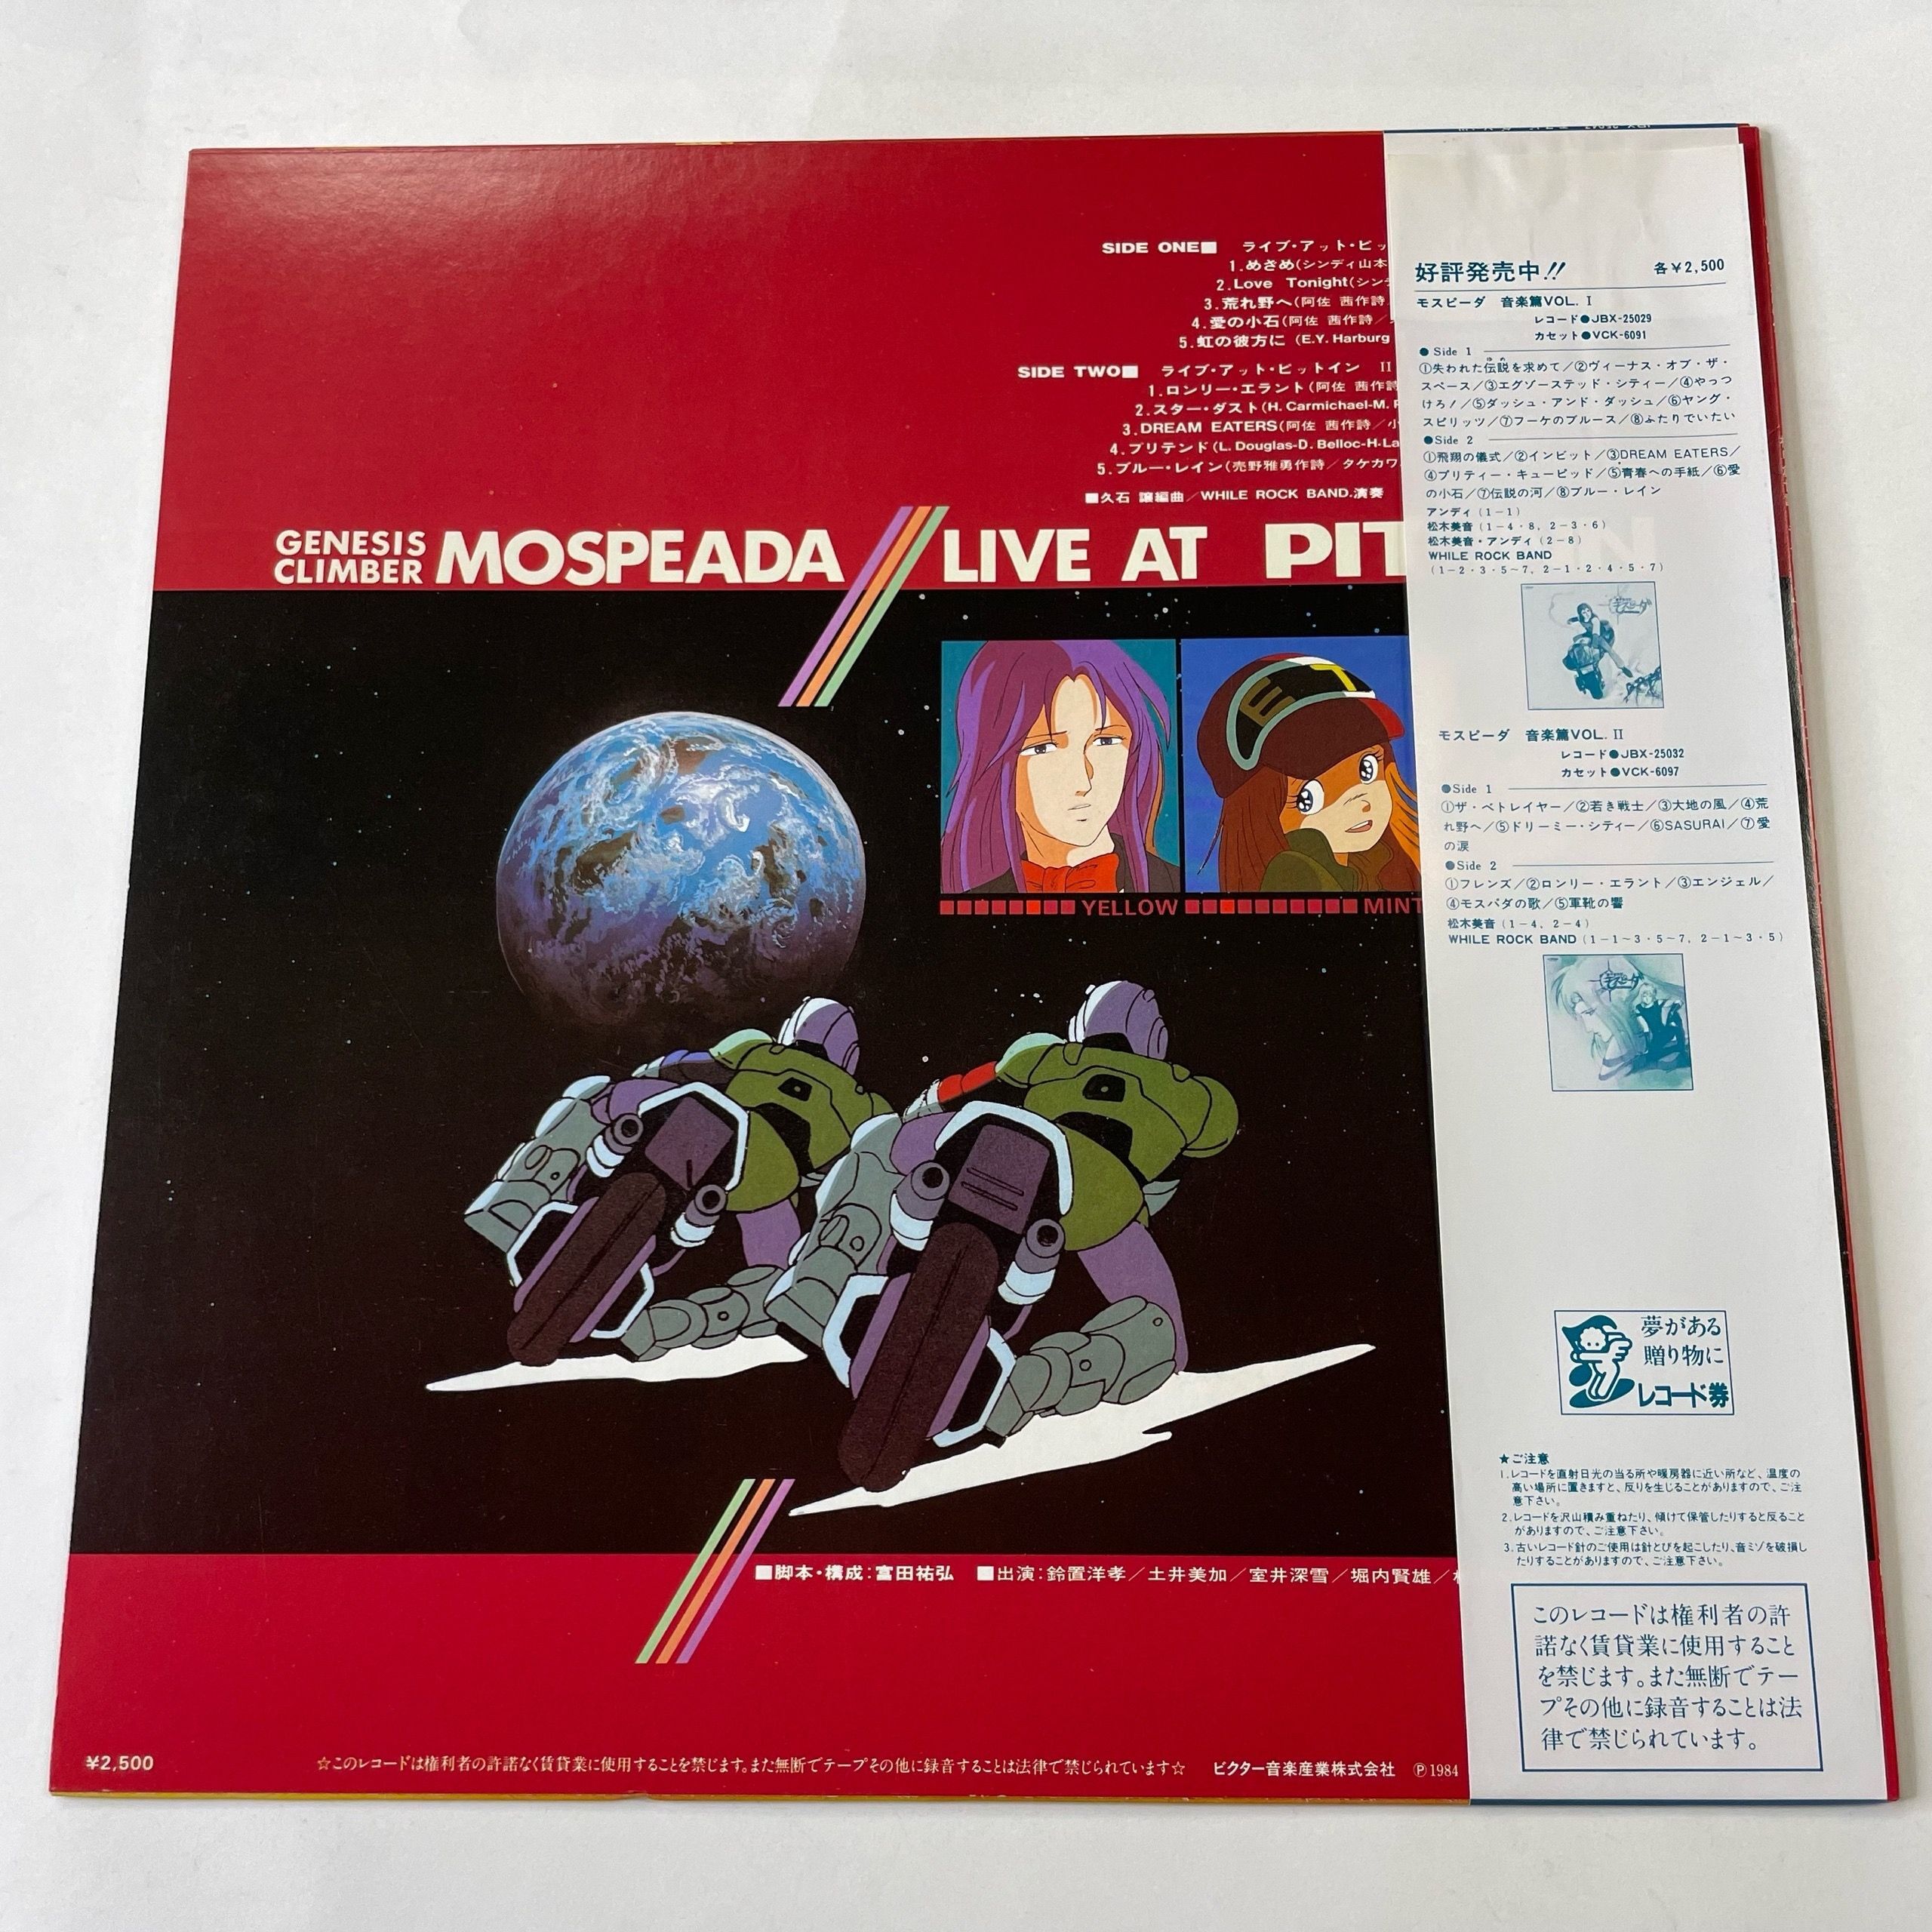 SIDE ONE■ ライブ・アット・ピッ
1.めざめ(シンディ山本
2.Love Tonight(シン
3.荒れ野へ(阿佐 茜作詩
4.愛の小石(阿佐 茜作詩／
5.虹の彼方に (E.Y. Harburg
SIDE TWO■ ライブ・アット・ピットイン II
1.ロンリー・エラント(阿佐 茜作詩
2.スター・ダスト(H. Carmichael-M.
3.DREAM EATERS(阿佐 茜作詩／小
4.プリテンド(L. Douglas-D. Belloc-H・La
5.ブルー・レイン(売野雅勇作詩／タケカワ
■久石 譲編曲／WHILE ROCK BAND.演奏
GENESIS CLIMBER MOSPEADA LIVE AT PIT
YELLOW MINT
■脚本・構成:富田祐弘 ■出演:鈴置洋孝／土井美加／室井深雪／堀内賢雄／
¥2,500 ☆このレコードは権利者の許諾なく賃貸業に使用することを禁じます。また無断でテープその他に録音することは法律で禁じられています☆ ビクター音楽産業株式会社 Ⓟ1984
好評発売中!! 各¥2,500
モスピーダ 音楽篇VOL. I
レコード●JBX-25029
カセット●VCK-6091
●Side 1
①失われた伝説を求めて／②ヴィーナス・オブ・ザ・
スペース／③エグゾーステッド・シティー／④やっつ
けろ!／⑤ダッシュ・アンド・ダッシュ／⑥ヤング・
スピリッツ／⑦フーケのブルース／⑧ふたりでいたい
●Side 2
①飛翔の儀式／②インビット／③DREAM EATERS／
④プリティー・キューピッド／⑤青春への手紙／⑥愛
の小石／⑦伝説の河／⑧ブルー・レイン
アンディ(1-1)
松木美音(1-4・8, 2-3・6)
松木美音・アンディ(2-8)
WHILE ROCK BAND
(1-2・3・5～7, 2-1・2・4・5・7)
モスピーダ 音楽篇VOL. II
レコード●JBX-25032
カセット●VCK-6097
●Side 1
①ザ・ベトレイヤー／②若き戦士／③大地の風／④荒
れ野へ／⑤ドリーミー・シティー／⑥SASURAI／⑦愛
の涙
●Side 2
①フレンズ／②ロンリー・エラント／③エンジェル／
④モスパダの歌／⑤軍靴の響
松木美音(1-4, 2-4)
WHILE ROCK BAND(1-1～3・5～7, 2-1～3・5)
夢がある
贈り物に
レコード券
★ご注意
1.レコードを直射日光の当る所や暖房器に近い所など、温度の
高い場所に置きますと、反りを生じることがありますので、ご注
意下さい。
2.レコードを沢山積み重ねたり、傾けて保管したりすると反ること
がありますので、ご注意下さい。
3.古いレコード針のご使用は針とびを起こしたり、音ミゾを破損し
たりすることがありますので、ご注意下さい。
このレコードは権利者の許
諾なく賃貸業に使用すること
を禁じます。また無断でテー
プその他に録音することは法
律で禁じられています。